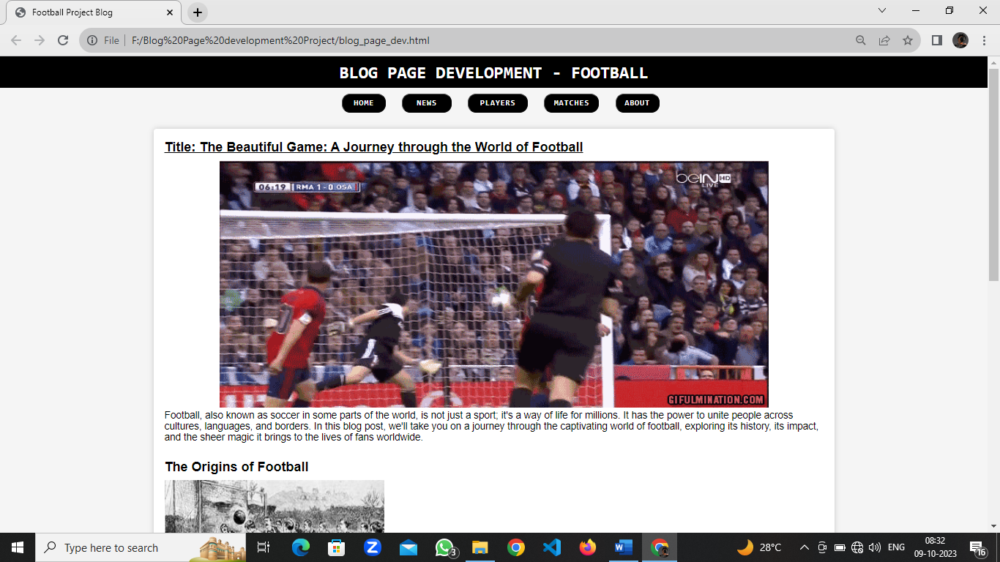 Football Project Blog
File
F:/Blog%20Page%20development%20Project/blog_page_dev.html
BLOG PAGE DEVELOPMENT - FOOTBALL
HOME NEWS PLAYERS MATCHES ABOUT
Title: The Beautiful Game: A Journey through the World of Football
06:19 RMA 1-0 OSA
beIN HD
LIVE
GIFULMINATION.COM
Football, also known as soccer in some parts of the world, is not just a sport; it's a way of life for millions. It has the power to unite people across
cultures, languages, and borders. In this blog post, we'll take you on a journey through the captivating world of football, exploring its history, its impact,
and the sheer magic it brings to the lives of fans worldwide.
The Origins of Football
Type here to search
3
28°C
ENG
08:32
09-10-2023
16